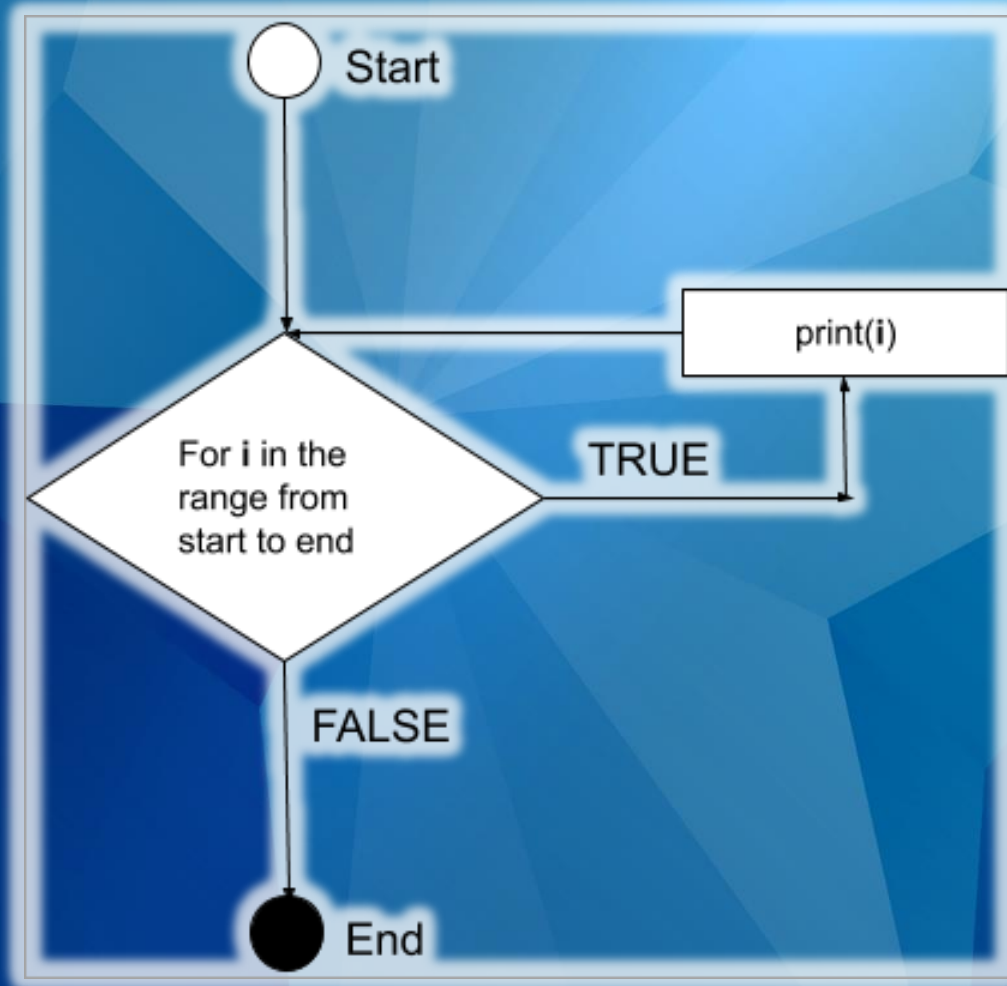 Start
print(i)
For i in the
range from
start to end
TRUE
FALSE
End